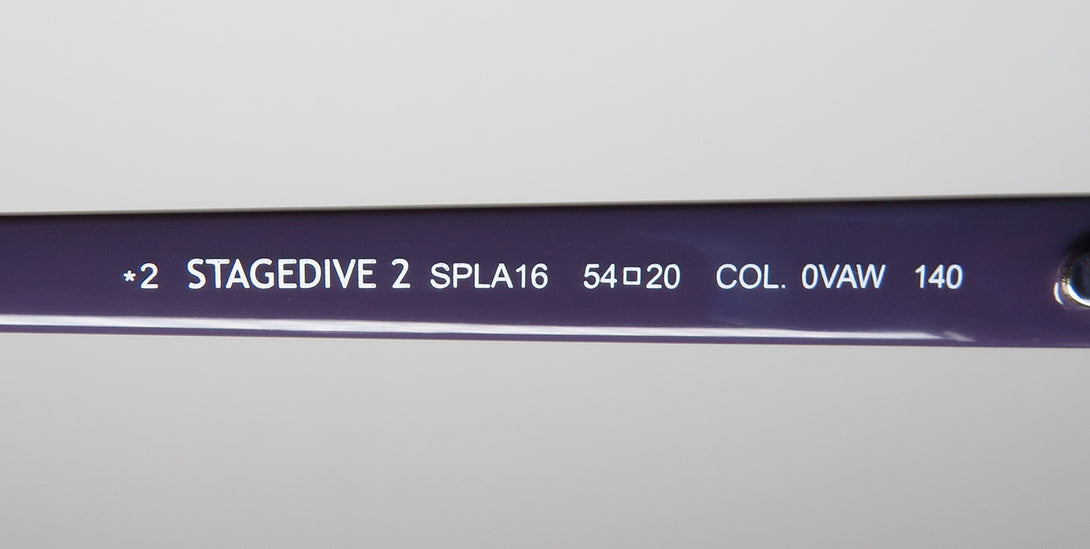 *2 STAGEDIVE 2 SPLA16 54□20 COL. 0VAW 140